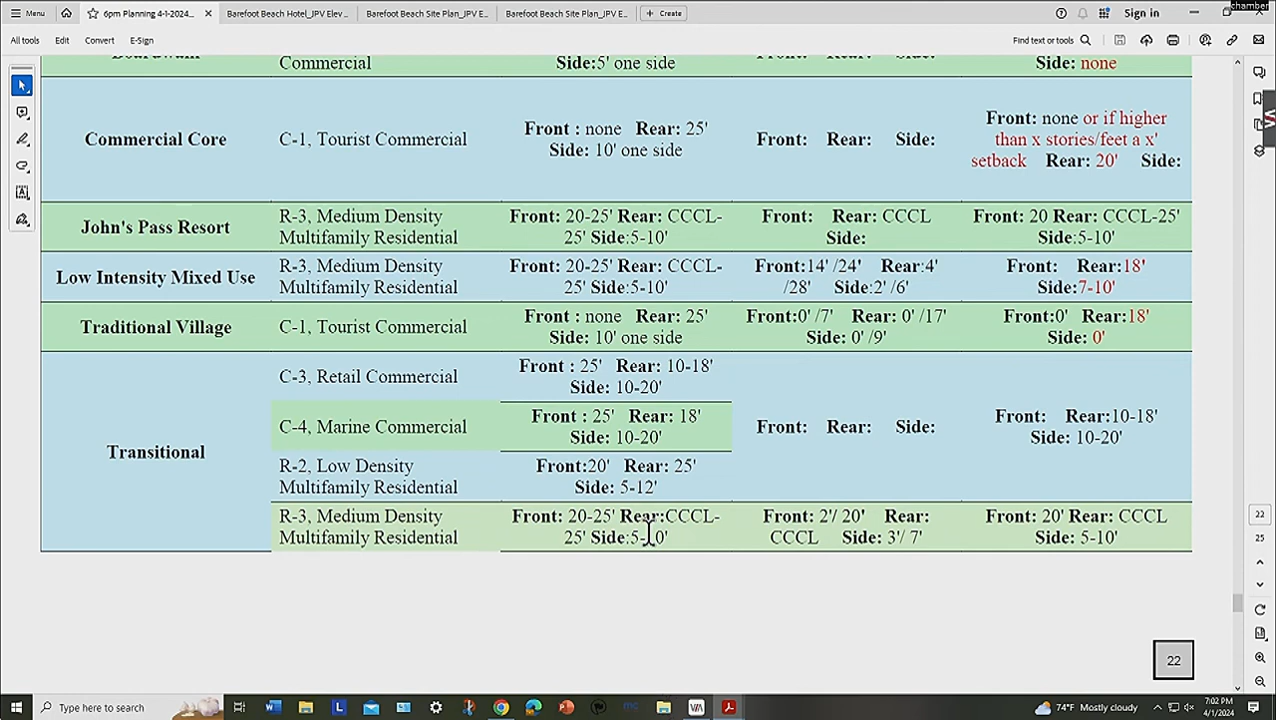 chamber
Menu
6pm Planning 4-1-2024...
Barefoot Beach Hotel_JPV Elev ...
Barefoot Beach Site Plan_JPV E...
Barefoot Beach Site Plan_JPV E...
Create
Sign in
All tools Edit Convert E-Sign
Find text or tools
Boardwalk
Commercial
Side:5' one side
Side: none
Commercial Core
C-1, Tourist Commercial
Front : none Rear: 25'
Side: 10' one side
Front: Rear: Side:
Front: none or if higher
than x stories/feet a x'
setback Rear: 20' Side:
John's Pass Resort
R-3, Medium Density
Multifamily Residential
Front: 20-25' Rear: CCCL-
25' Side:5-10'
Front: Rear: CCCL
Side:
Front: 20 Rear: CCCL-25'
Side:5-10'
Low Intensity Mixed Use
R-3, Medium Density
Multifamily Residential
Front: 20-25' Rear: CCCL-
25' Side:5-10'
Front:14' /24' Rear:4'
/28' Side:2' /6'
Front: Rear:18'
Side:7-10'
Traditional Village
C-1, Tourist Commercial
Front : none Rear: 25'
Side: 10' one side
Front:0' /7' Rear: 0' /17'
Side: 0' /9'
Front:0' Rear:18'
Side: 0'
Transitional
C-3, Retail Commercial
Front : 25' Rear: 10-18'
Side: 10-20'
C-4, Marine Commercial
Front : 25' Rear: 18'
Side: 10-20'
Front: Rear: Side:
Front: Rear:10-18'
Side: 10-20'
R-2, Low Density
Multifamily Residential
Front:20' Rear: 25'
Side: 5-12'
R-3, Medium Density
Multifamily Residential
Front: 20-25' Rear:CCCL-
25' Side:5-10'
Front: 2'/ 20' Rear:
CCCL Side: 3'/ 7'
Front: 20' Rear: CCCL
Side: 5-10'
22
25
22
Type here to search
74°F Mostly cloudy
7:02 PM
4/1/2024